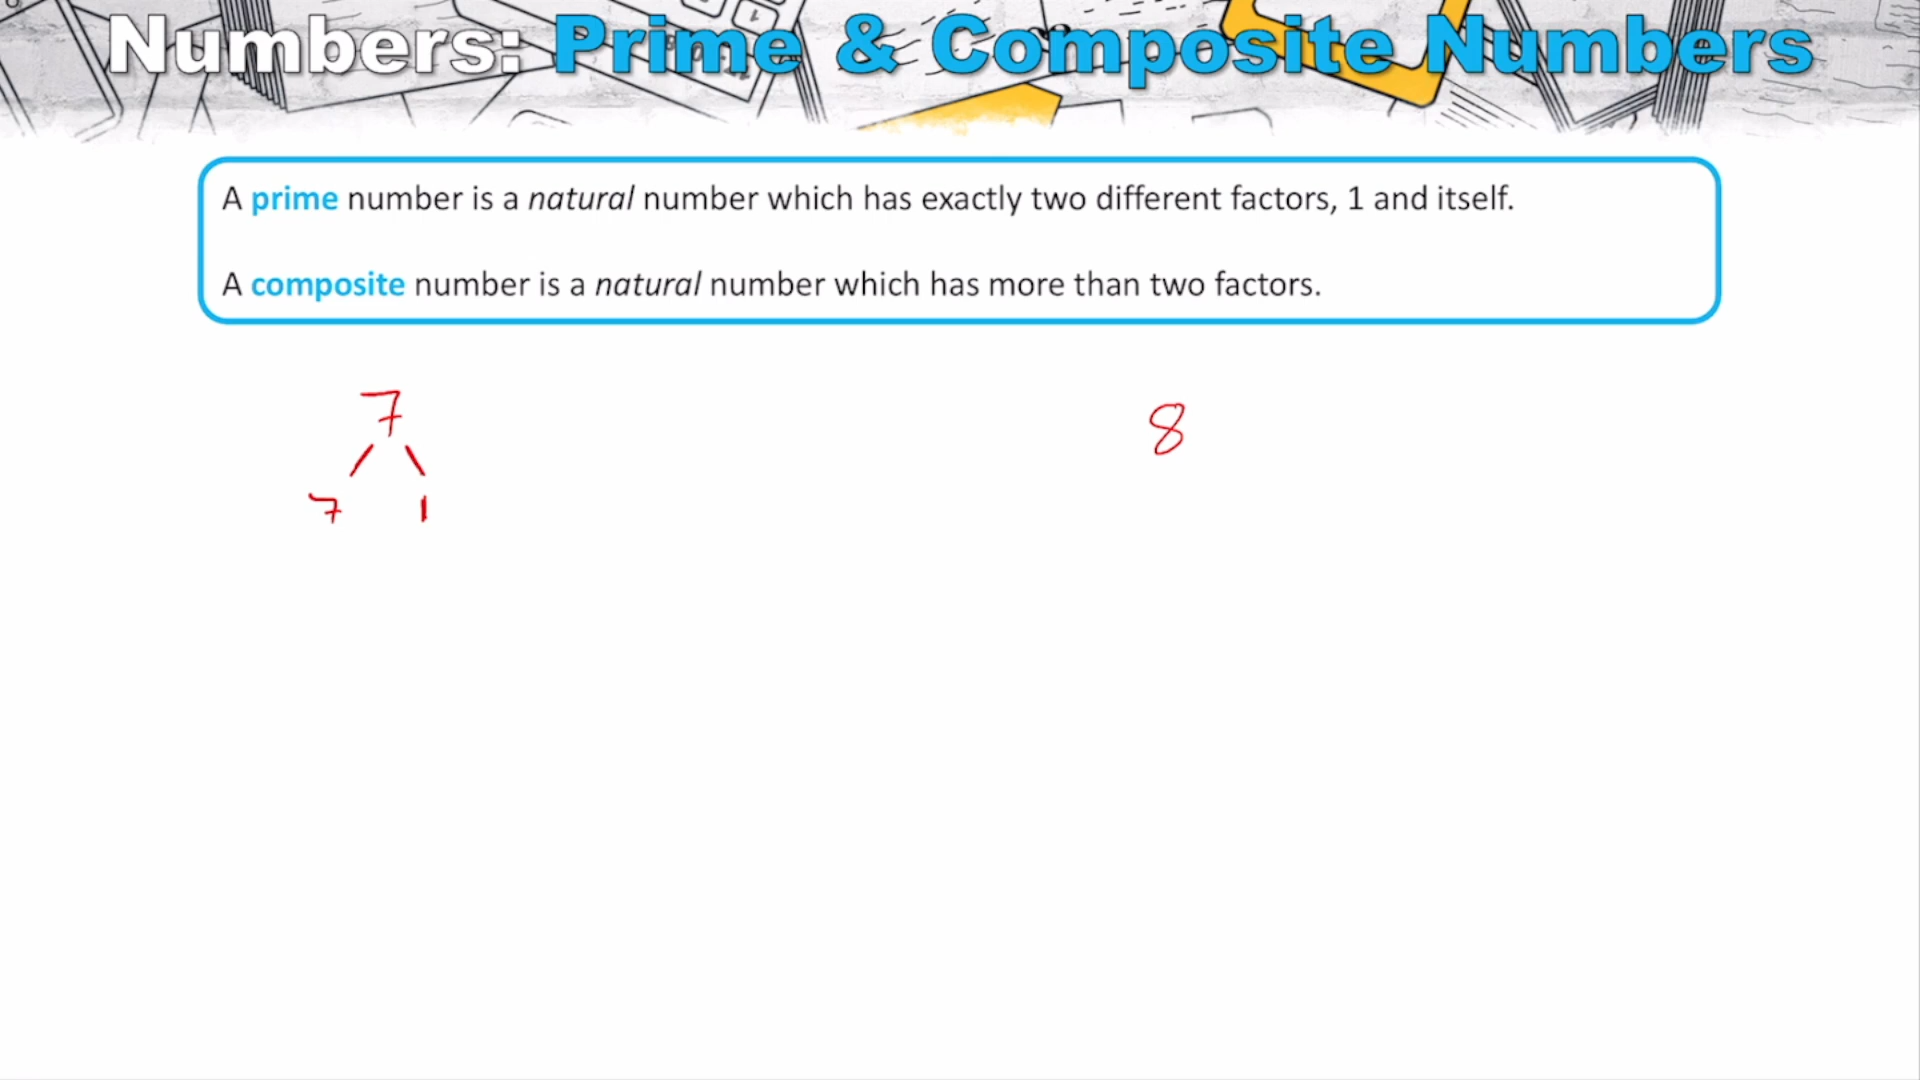 Numbers: Prime & Composite Numbers
A prime number is a natural number which has exactly two different factors, 1 and itself.
A composite number is a natural number which has more than two factors.
7
8
7 1